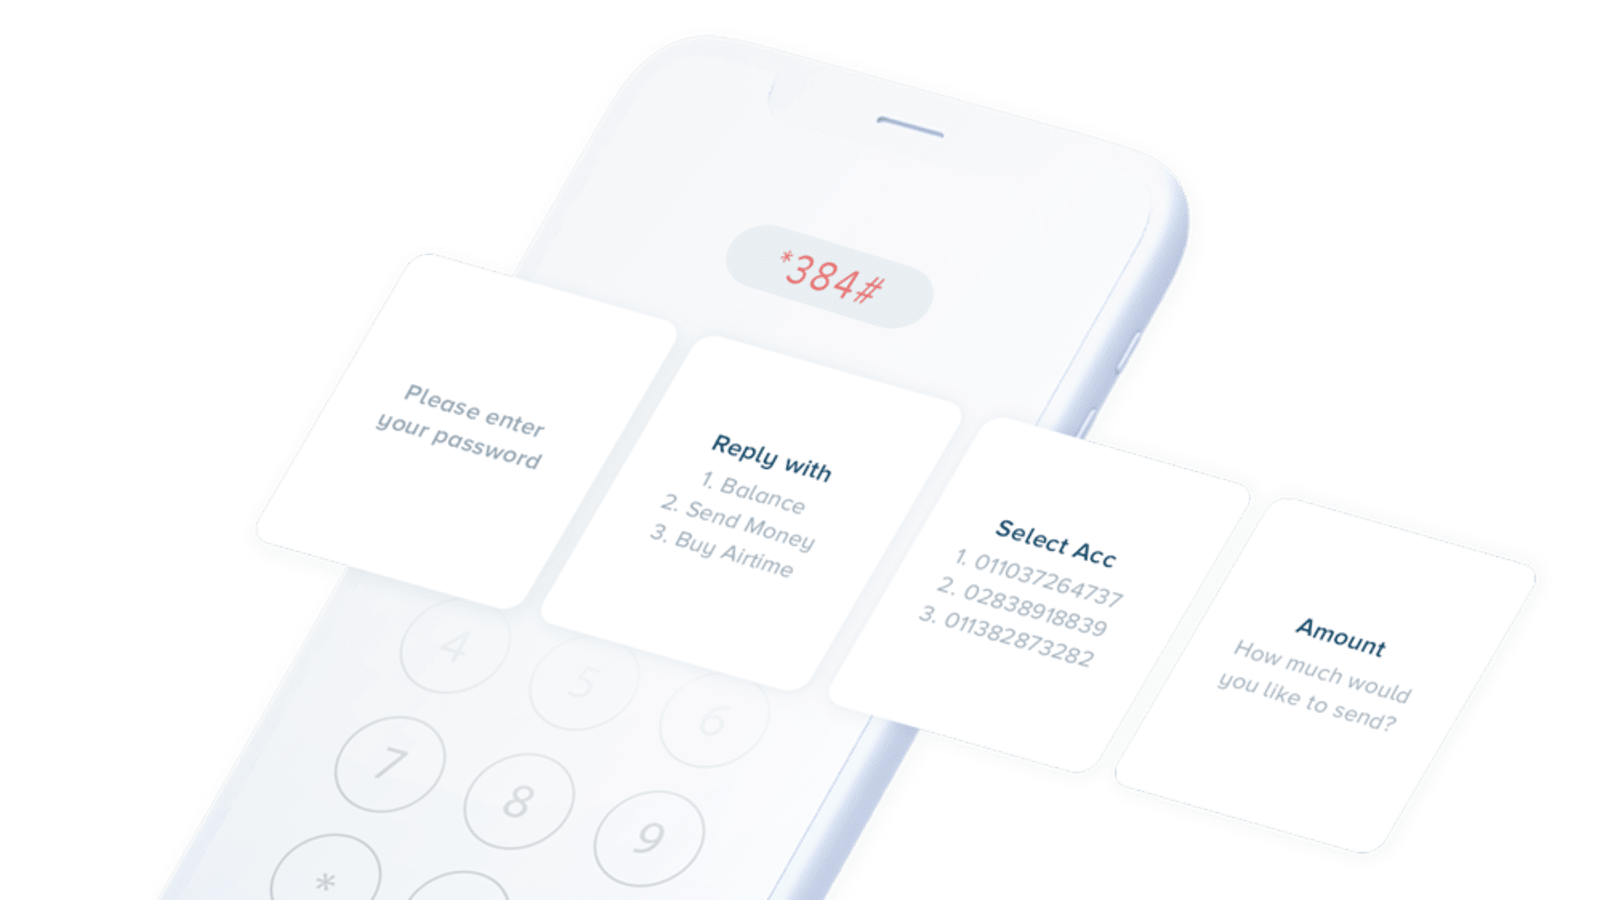 *384#
Please enter
your password
Reply with
1. Balance
2. Send Money
3. Buy Airtime
Select Acc
1. 011037264737
2. 02838918839
3. 011382873282
Amount
How much would
you like to send?
4
5
6
7
8
9
*